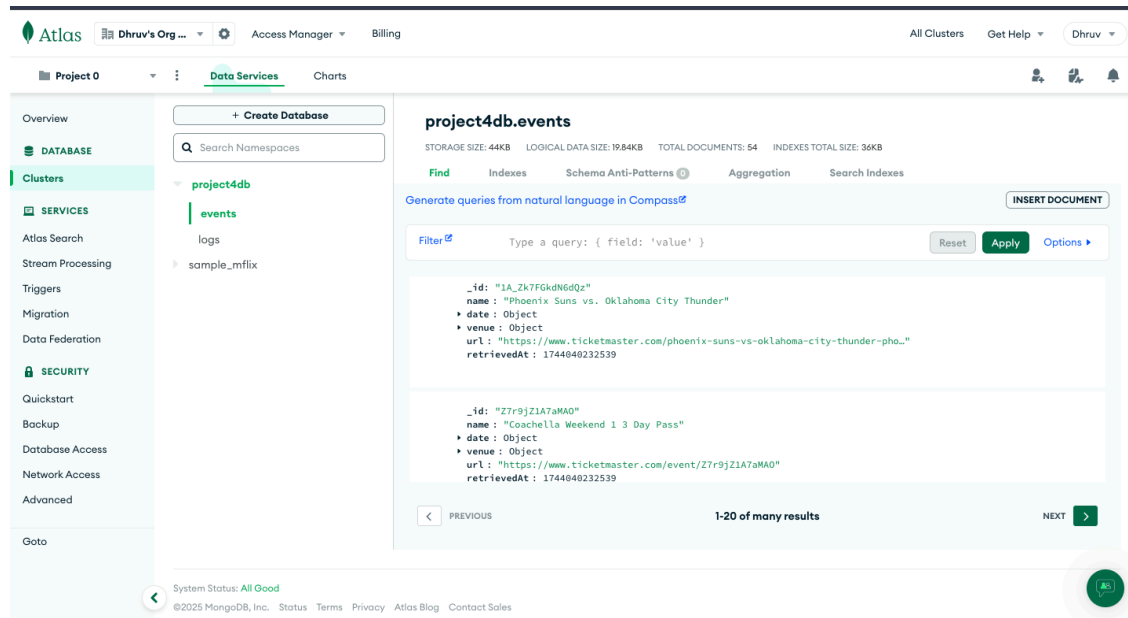 Atlas
Dhruv's Org ...
Access Manager
Billing
All Clusters
Get Help
Dhruv
Project 0
Data Services
Charts
Overview
DATABASE
Clusters
SERVICES
Atlas Search
Stream Processing
Triggers
Migration
Data Federation
SECURITY
Quickstart
Backup
Database Access
Network Access
Advanced
Goto
+ Create Database
Search Namespaces
project4db
events
logs
sample_mflix
project4db.events
STORAGE SIZE: 44KB LOGICAL DATA SIZE: 19.84KB TOTAL DOCUMENTS: 54 INDEXES TOTAL SIZE: 36KB
Find Indexes Schema Anti-Patterns 0 Aggregation Search Indexes
Generate queries from natural language in Compass
INSERT DOCUMENT
Filter
Type a query: { field: 'value' }
Reset
Apply
Options
_id: "1A_Zk7FGkdN6dQz"
name : "Phoenix Suns vs. Oklahoma City Thunder"
date : Object
venue : Object
url : "https://www.ticketmaster.com/phoenix-suns-vs-oklahoma-city-thunder-pho…"
retrievedAt : 1744040232539
_id: "Z7r9jZ1A7aMAO"
name : "Coachella Weekend 1 3 Day Pass"
date : Object
venue : Object
url : "https://www.ticketmaster.com/event/Z7r9jZ1A7aMAO"
retrievedAt : 1744040232539
PREVIOUS
1-20 of many results
NEXT
System Status: All Good
©2025 MongoDB, Inc. Status Terms Privacy Atlas Blog Contact Sales